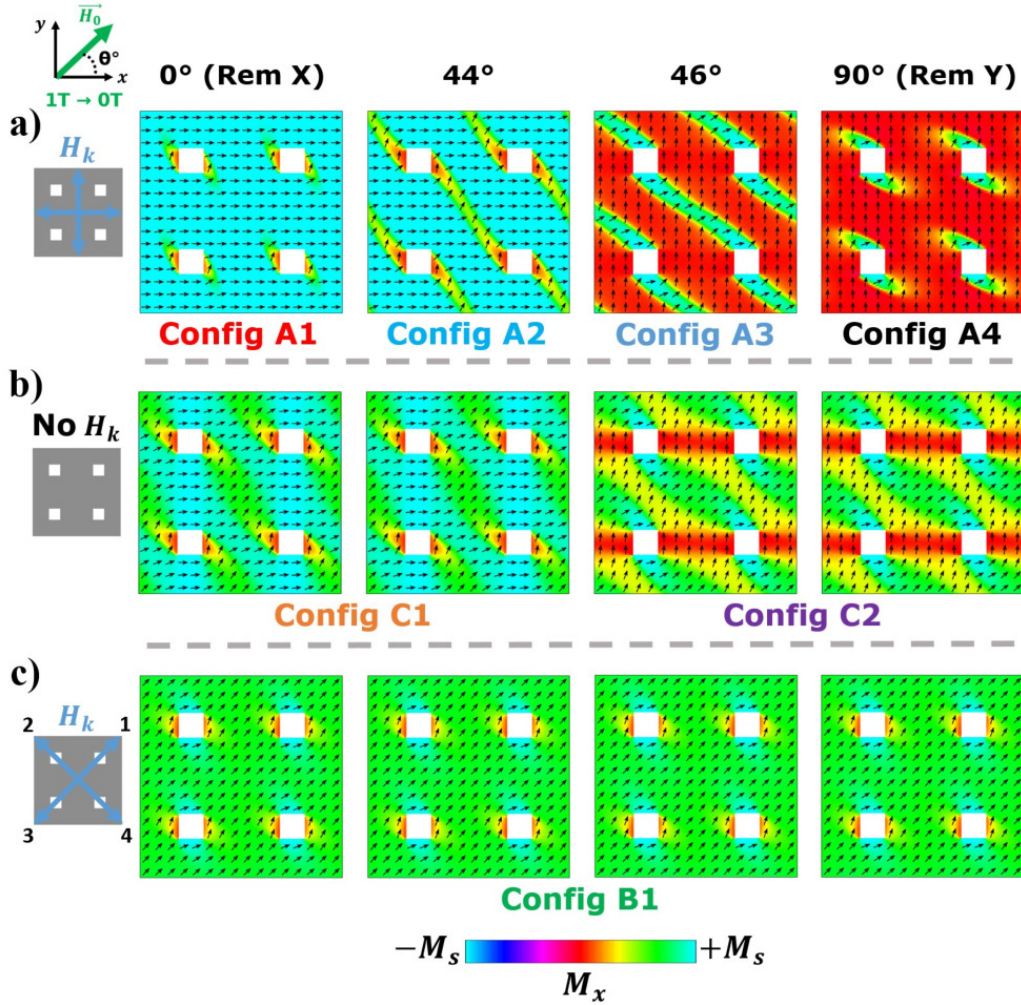 y
H₀
θ°
x
1T → 0T
0° (Rem X) 44° 46° 90° (Rem Y)
a)
Hₖ
Config A1 Config A2 Config A3 Config A4
b)
No Hₖ
Config C1 Config C2
c)
Hₖ
2 1
3 4
Config B1
−Mₛ +Mₛ
Mₓ